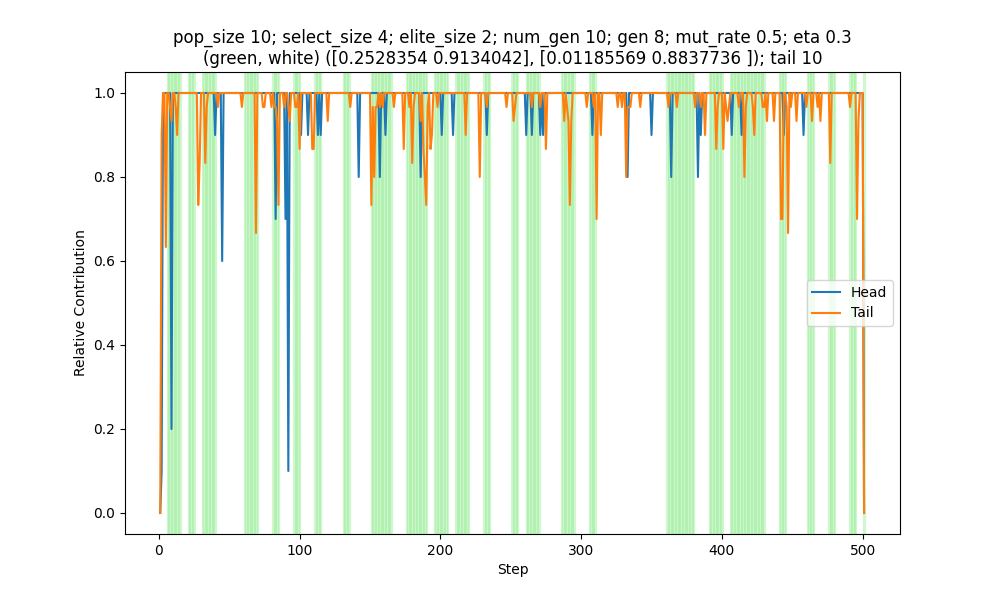 pop_size 10; select_size 4; elite_size 2; num_gen 10; gen 8; mut_rate 0.5; eta 0.3
(green, white) ([0.2528354 0.9134042], [0.01185569 0.8837736 ]); tail 10
1.0
0.8
0.6
0.4
0.2
0.0
Relative Contribution
Head
Tail
0
100
200
300
400
500
Step